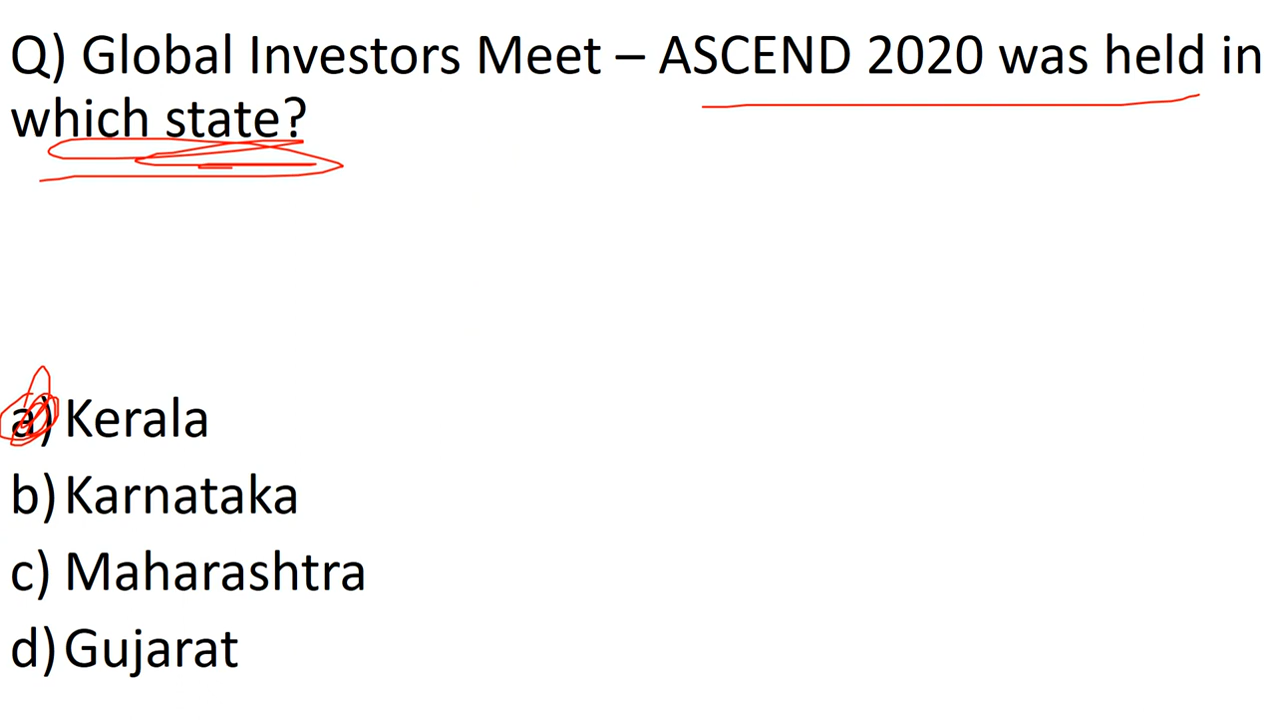 Q) Global Investors Meet – ASCEND 2020 was held in
which state?
a) Kerala
b) Karnataka
c) Maharashtra
d) Gujarat